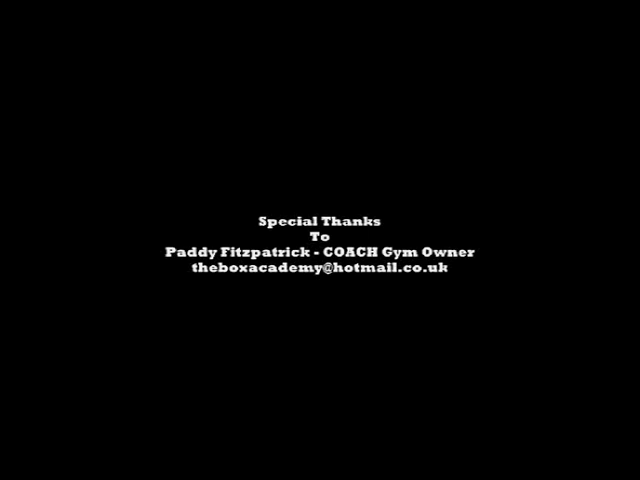 Special Thanks
To
Paddy Fitzpatrick - COACH Gym Owner
theboxacademy@hotmail.co.uk